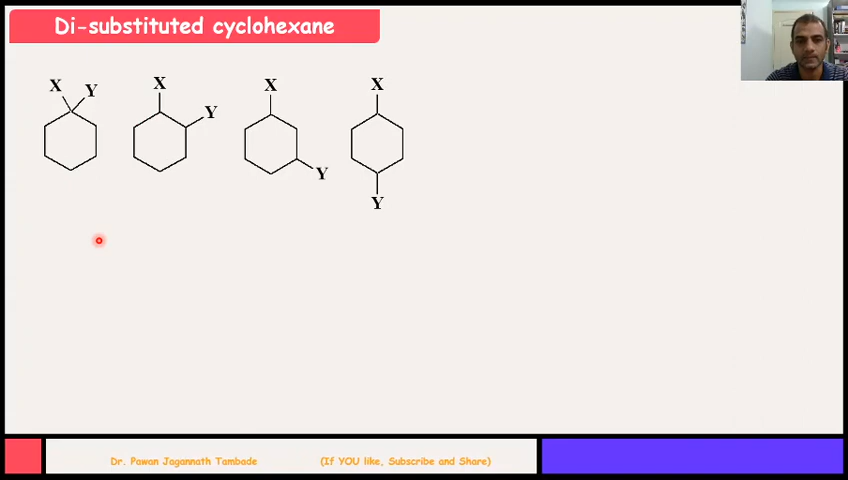 Di-substituted cyclohexane
X Y X Y X Y X Y
Dr. Pawan Jagannath Tambade (If YOU like, Subscribe and Share)